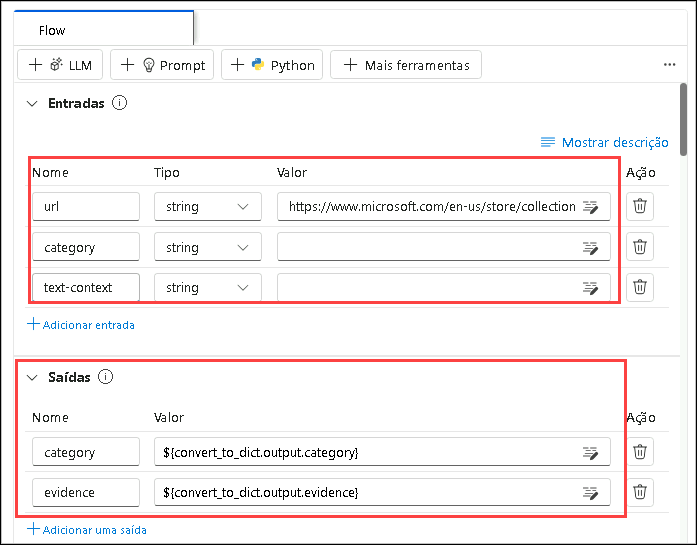 Flow
LLM Prompt Python Mais ferramentas ...
Entradas
Mostrar descrição
Nome Tipo Valor Ação
url string https://www.microsoft.com/en-us/store/collection
category string
text-context string
Adicionar entrada
Saídas
Nome Valor Ação
category ${convert_to_dict.output.category}
evidence ${convert_to_dict.output.evidence}
Adicionar uma saída